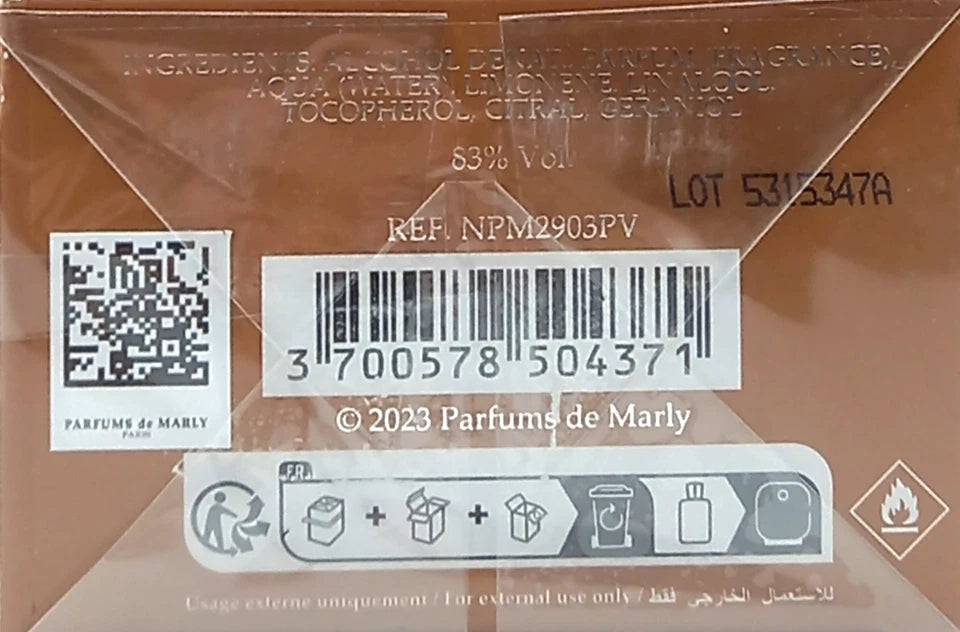 INGREDIENTS: ALCOHOL DENAT., PARFUM (FRAGRANCE),
AQUA (WATER), LIMONENE, LINALOOL,
TOCOPHEROL, CITRAL, GERANIOL
83% Vol.
LOT 5315347A
REF. NPM2903PV
3 700578 504371
PARFUMS de MARLY
PARIS
© 2023 Parfums de Marly
FR
Usage externe uniquement / For external use only / للاستعمال الخارجي فقط